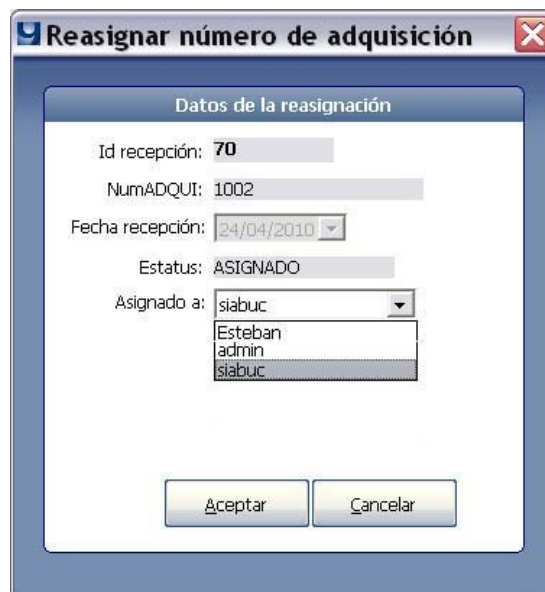 Reasignar número de adquisición
Datos de la reasignación
Id recepción: 70
NumADQUI: 1002
Fecha recepción: 24/04/2010
Estatus: ASIGNADO
Asignado a: siabuc
Esteban
admin
siabuc
Aceptar Cancelar